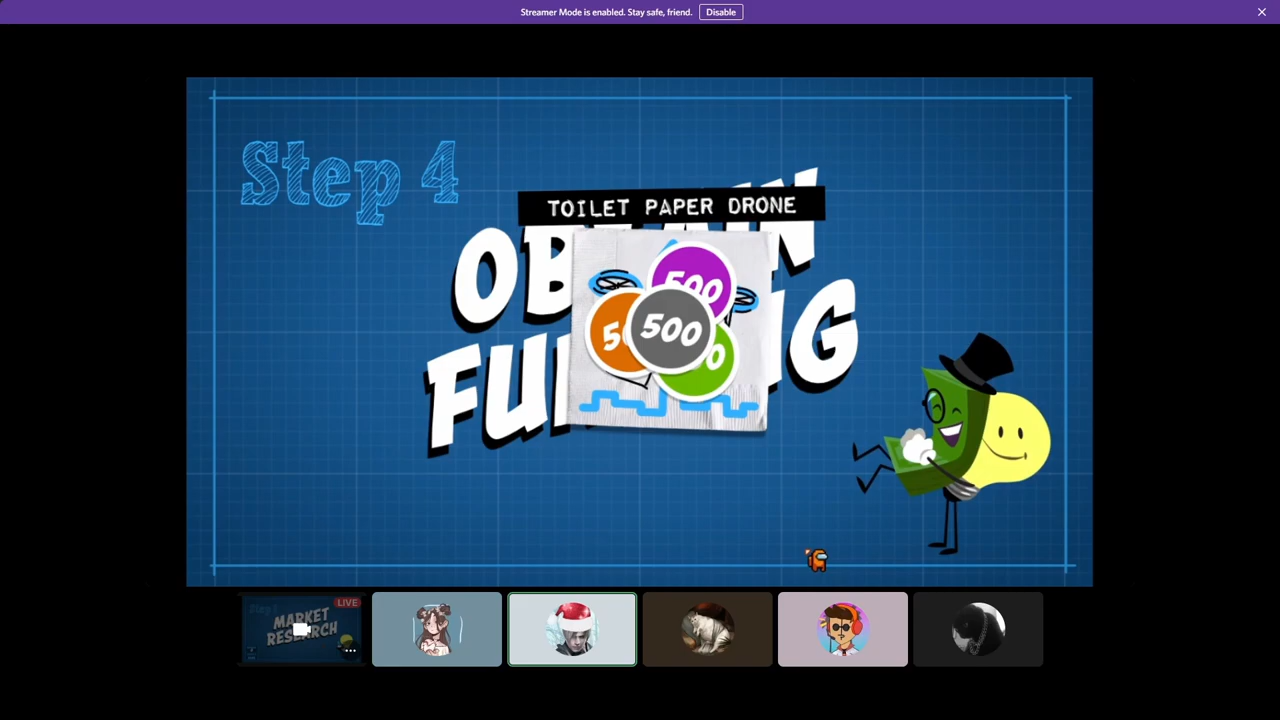 Streamer Mode is enabled. Stay safe, friend. Disable
Step 4
TOILET PAPER DRONE
500
500
LIVE
MARKET
RESEARCH